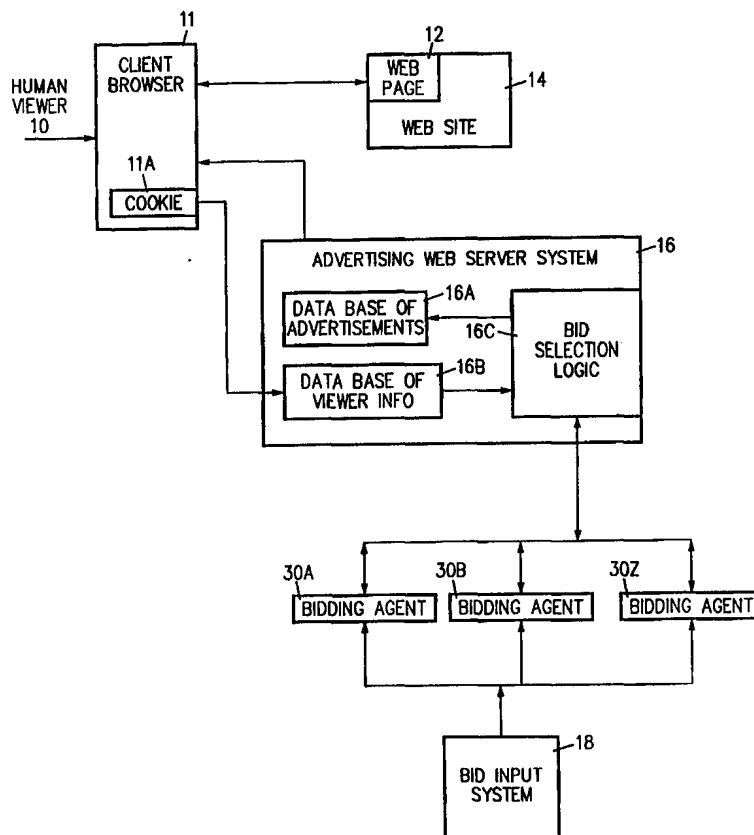 11
CLIENT
BROWSER
HUMAN
VIEWER
10
11A
COOKIE
12
WEB
PAGE
14
WEB SITE
16
ADVERTISING WEB SERVER SYSTEM
16A
DATA BASE OF
ADVERTISEMENTS
16C
BID
SELECTION
LOGIC
16B
DATA BASE OF
VIEWER INFO
30A
BIDDING AGENT
30B
BIDDING AGENT
30Z
BIDDING AGENT
18
BID INPUT
SYSTEM